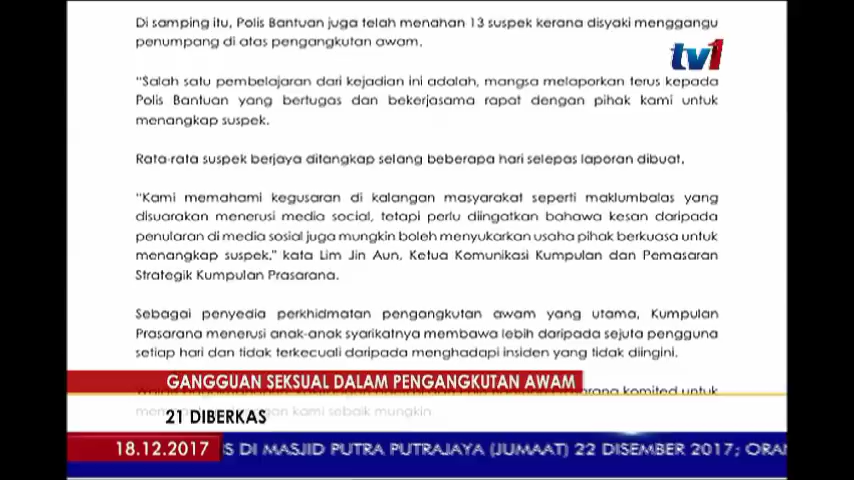 Di samping itu, Polis Bantuan juga telah menahan 13 suspek kerana disyaki menggangu
penumpang di atas pengangkutan awam.
tv1
“Salah satu pembelajaran dari kejadian ini adalah, mangsa melaporkan terus kepada
Polis Bantuan yang bertugas dan bekerjasama rapat dengan pihak kami untuk
menangkap suspek.
Rata-rata suspek berjaya ditangkap selang beberapa hari selepas laporan dibuat.
“Kami memahami kegusaran di kalangan masyarakat seperti maklumbalas yang
disuarakan menerusi media social, tetapi perlu diingatkan bahawa kesan daripada
penularan di media sosial juga mungkin boleh menyukarkan usaha pihak berkuasa untuk
menangkap suspek,” kata Lim Jin Aun, Ketua Komunikasi Kumpulan dan Pemasaran
Strategik Kumpulan Prasarana.
Sebagai penyedia perkhidmatan pengangkutan awam yang utama, Kumpulan
Prasarana menerusi anak-anak syarikatnya membawa lebih daripada sejuta pengguna
setiap hari dan tidak terkecuali daripada menghadapi insiden yang tidak diingini.
komited untuk
kami sebaik mungkin
GANGGUAN SEKSUAL DALAM PENGANGKUTAN AWAM
21 DIBERKAS
18.12.2017 S DI MASJID PUTRA PUTRAJAYA (JUMAAT) 22 DISEMBER 2017; ORAN